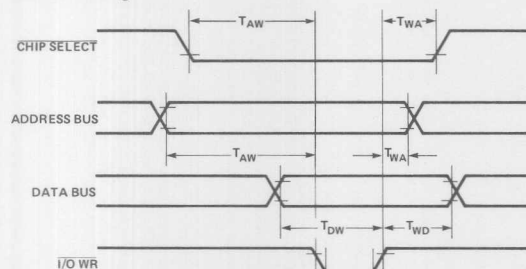 T_AW T_WA
CHIP SELECT
ADDRESS BUS
T_AW T_WA
DATA BUS
T_DW T_WD
I/O WR